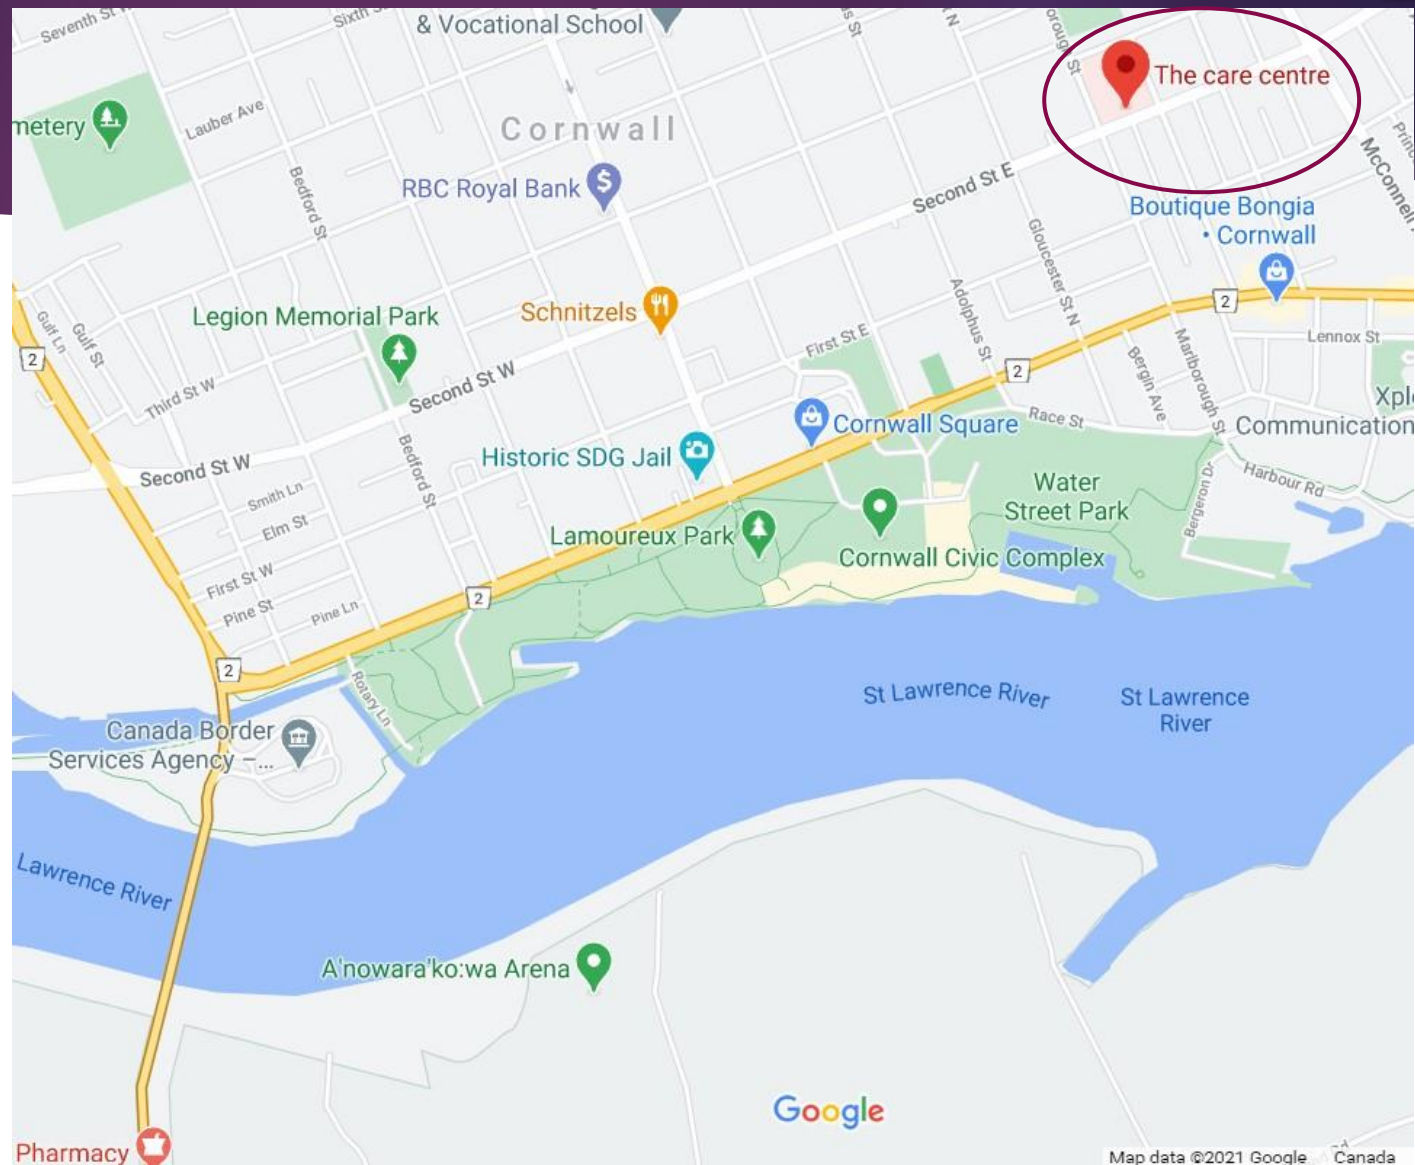 Seventh St W
Sixth S
& Vocational School
St
N
orough St
The care centre
metery
Lauber Ave
Cornwall
RBC Royal Bank
Bedford St
Second St E
McConnell
Princ
Boutique Bongia
• Cornwall
Gloucester St N
Legion Memorial Park
Schnitzels
Adolphus St
2
Gulf Ln
Gulf St
2
First St E
Lennox St
Third St W
Second St W
2
Bergin Ave
Marlborough St
Xpl
Communication
Race St
Cornwall Square
Historic SDG Jail
Bedford St
Second St W
Smith Ln
Elm St
Water
Street Park
Harbour Rd
Bergeron Dr
Lamoureux Park
Cornwall Civic Complex
First St W
Pine St
Pine Ln
2
2
Rotary Ln
St Lawrence River
St Lawrence
River
Canada Border
Services Agency –...
Lawrence River
A'nowara'ko:wa Arena
Google
Pharmacy
Map data ©2021 Google
Canada